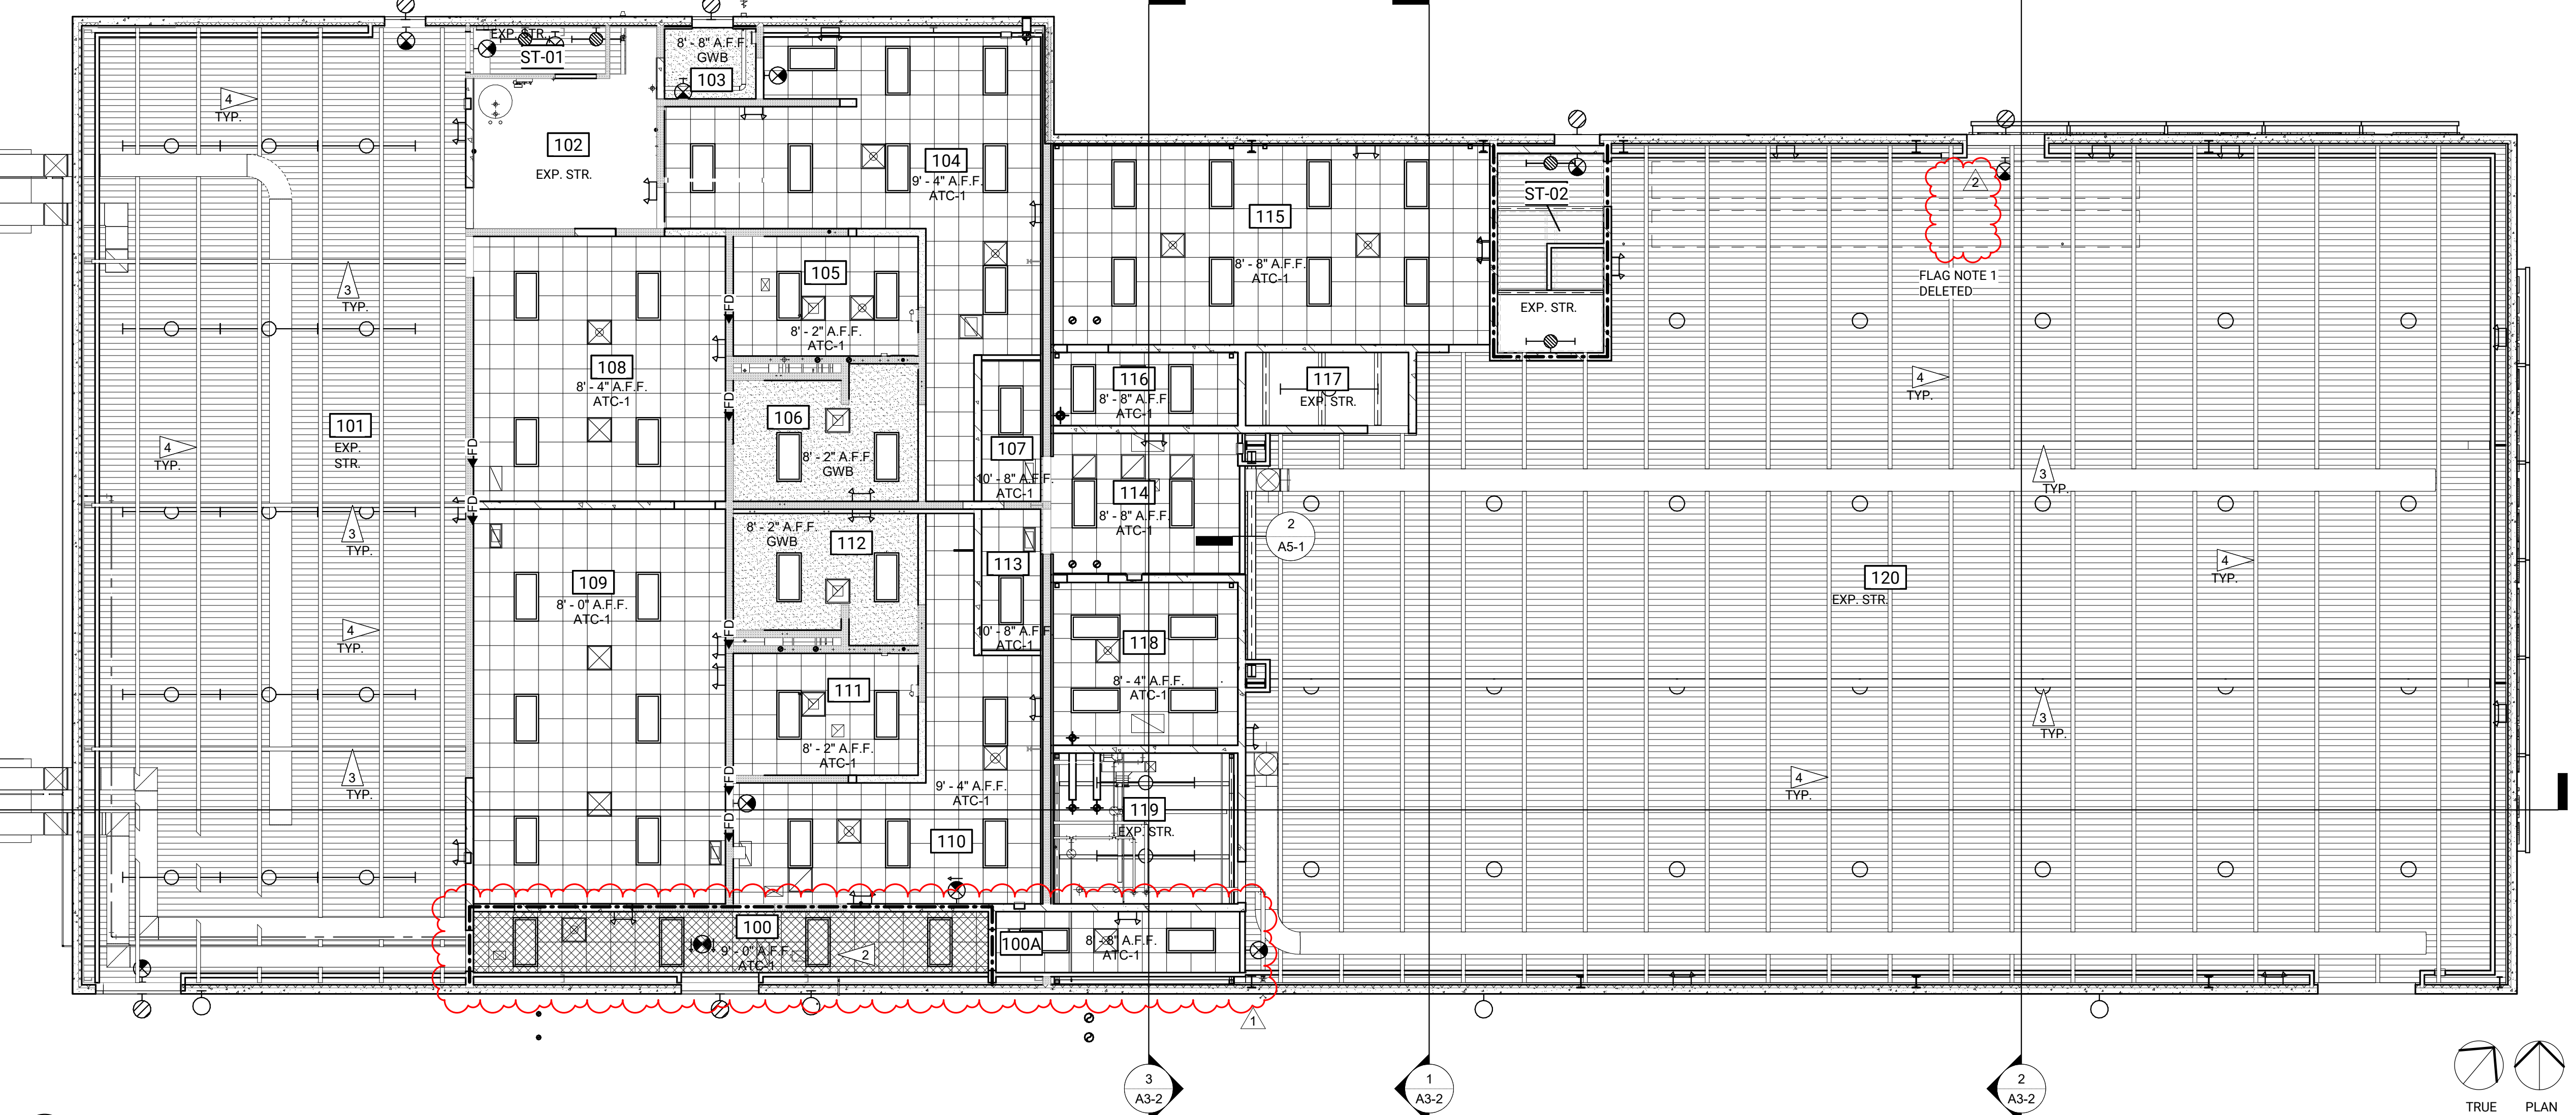 EXP. STR.
ST-01
8' - 8" A.F.F.
GWB
103
4
TYP.
102
EXP. STR.
104
9' - 4" A.F.F.
ATC-1
115
8' - 8" A.F.F.
ATC-1
ST-02
EXP. STR.
2
FLAG NOTE 1
DELETED
3
TYP.
105
8' - 2" A.F.F.
ATC-1
FD
108
8' - 4" A.F.F.
ATC-1
FD
106
8' - 2" A.F.F.
GWB
107
10' - 8" A.F.F.
ATC-1
116
8' - 8" A.F.F.
ATC-1
117
EXP. STR.
4
TYP.
101
EXP.
STR.
4
TYP.
FD
FD
114
8' - 8" A.F.F.
ATC-1
3
TYP.
2
A5-1
3
TYP.
109
8' - 0" A.F.F.
ATC-1
8' - 2" A.F.F.
GWB
112
113
10' - 8" A.F.F.
ATC-1
120
EXP. STR.
4
TYP.
4
TYP.
FD
118
8' - 4" A.F.F.
ATC-1
111
8' - 2" A.F.F.
ATC-1
3
TYP.
3
TYP.
FD
FD
9' - 4" A.F.F.
ATC-1
110
119
EXP. STR.
4
TYP.
100
9' - 0" A.F.F.
ATC-1
2
100A
8' - 8" A.F.F.
ATC-1
1
3
A3-2
1
A3-2
2
A3-2
TRUE
PLAN